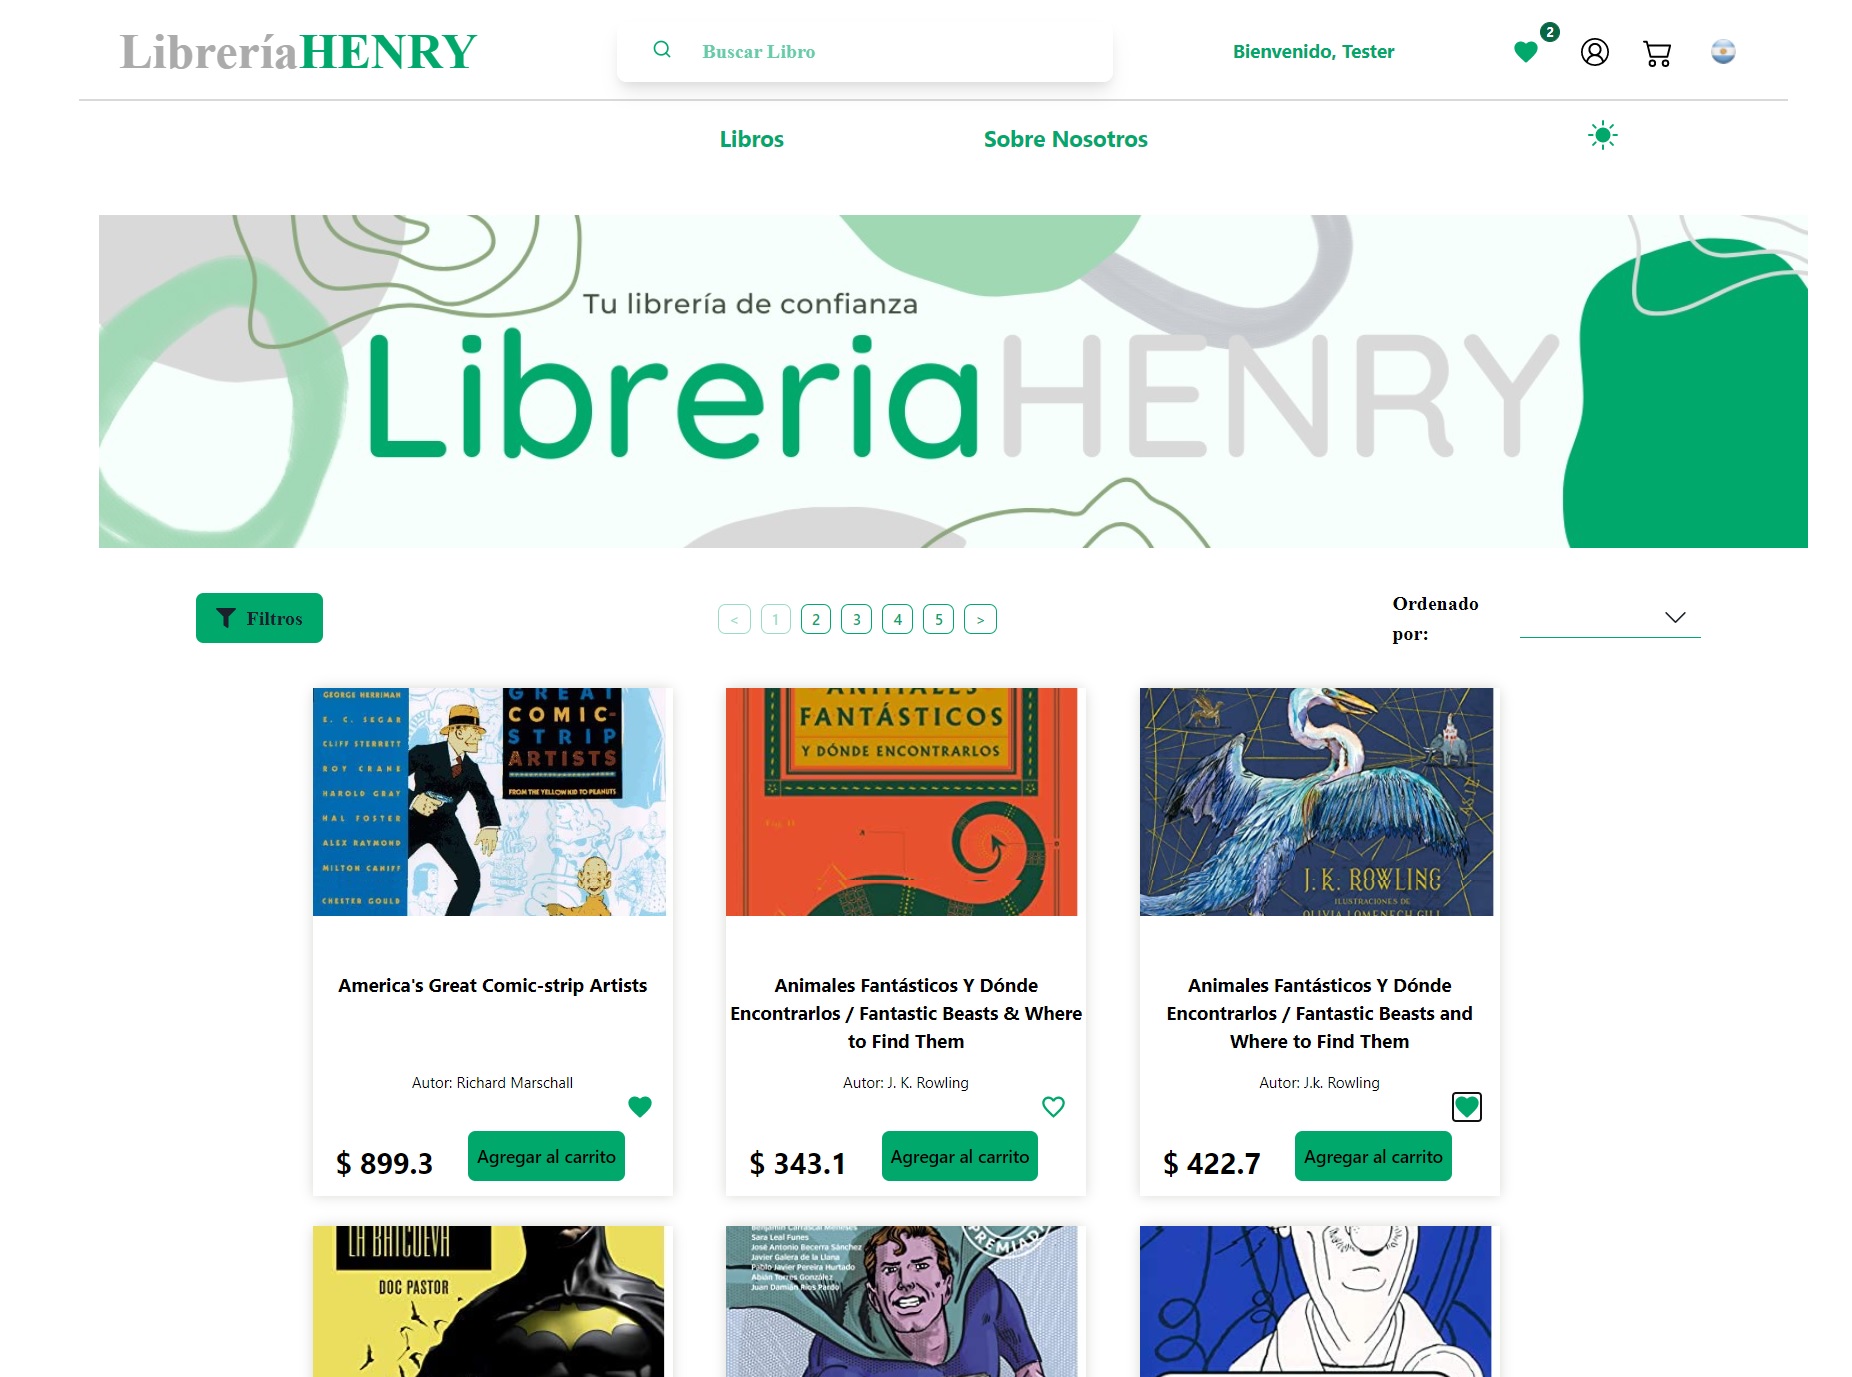 LibreríaHENRY
Buscar Libro
Bienvenido, Tester
2
Libros
Sobre Nosotros
Tu librería de confianza
LibreriaHENRY
Filtros
< 1 2 3 4 5 >
Ordenado
por:
GEORGE HERRIMAN
E. C. SEGAR
CLIFF STERRETT
ROY CRANE
HAROLD GRAY
HAL FOSTER
ALEX RAYMOND
MILTON CANIFF
CHESTER GOULD
GREAT
COMIC-
STRIP
ARTISTS
FROM THE YELLOW KID TO PEANUTS
ANIMALES
FANTÁSTICOS
Y DÓNDE ENCONTRARLOS
J. K. ROWLING
ILUSTRACIONES DE
OLIVIA LOMENECH GILL
America's Great Comic-strip Artists
Autor: Richard Marschall
$ 899.3
Agregar al carrito
Animales Fantásticos Y Dónde
Encontrarlos / Fantastic Beasts & Where
to Find Them
Autor: J. K. Rowling
$ 343.1
Agregar al carrito
Animales Fantásticos Y Dónde
Encontrarlos / Fantastic Beasts and
Where to Find Them
Autor: J.k. Rowling
$ 422.7
Agregar al carrito
LA BATCUEVA
DOC PASTOR
Benjamín Carrascal Meneses
Sara Leal Funes
José Antonio Becerra Sánchez
Javier Galera de la Llana
Pablo Javier Pereira Hurtado
Abián Torres González
Juan Damián Ríos Pardo